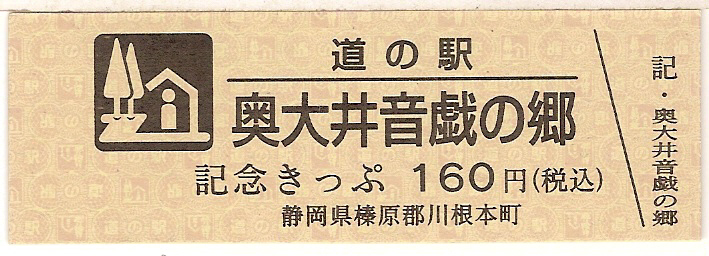 道の駅
奥大井音戯の郷
記念きっぷ 160円(税込)
静岡県榛原郡川根本町
記・奥大井音戯の郷